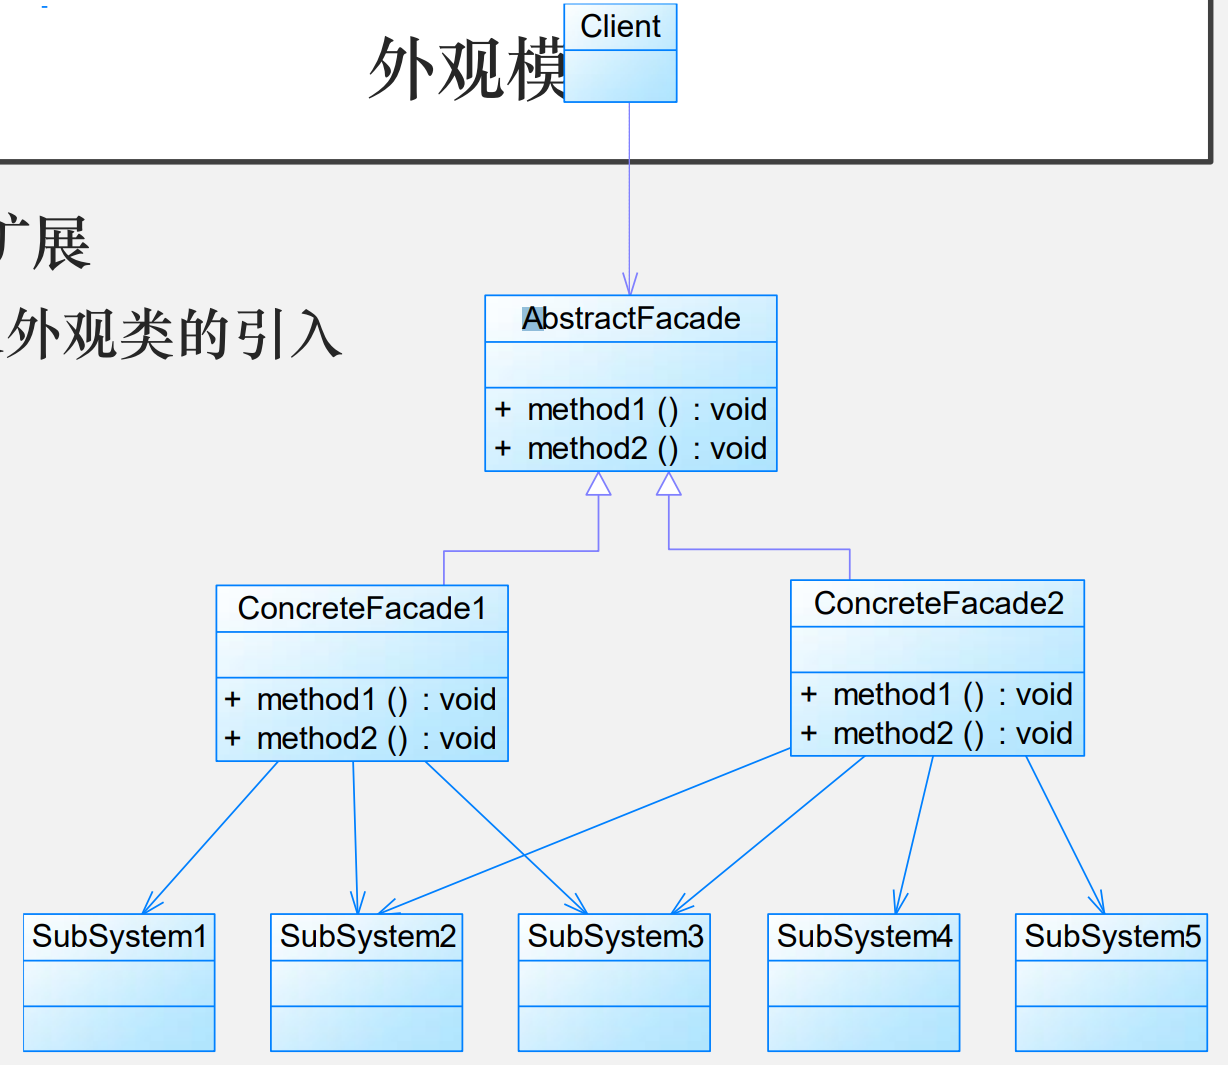 Client
外观模
扩展
外观类的引入
AbstractFacade
+ method1 () : void
+ method2 () : void
ConcreteFacade1
+ method1 () : void
+ method2 () : void
ConcreteFacade2
+ method1 () : void
+ method2 () : void
SubSystem1
SubSystem2
SubSystem3
SubSystem4
SubSystem5